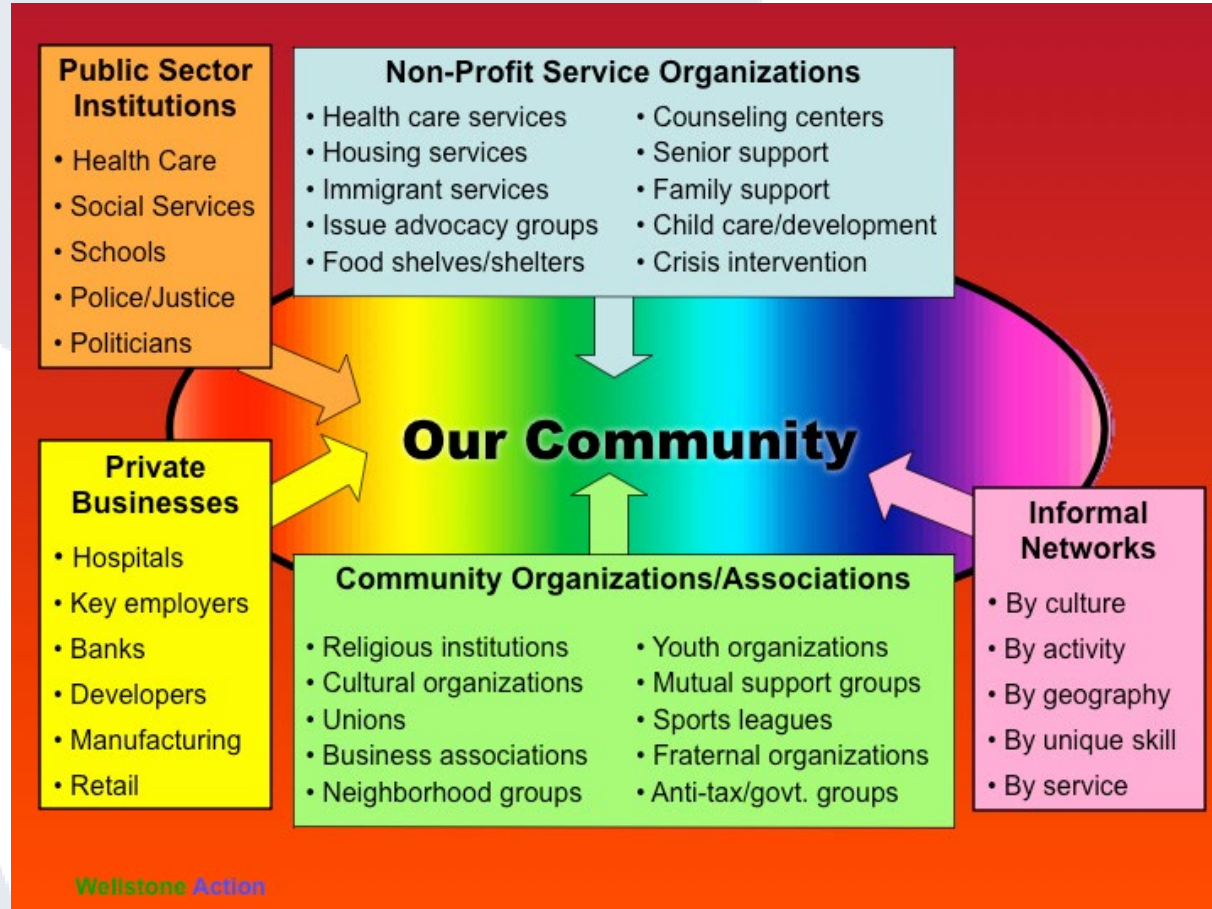 Public Sector
Institutions
• Health Care
• Social Services
• Schools
• Police/Justice
• Politicians
Non-Profit Service Organizations
• Health care services
• Housing services
• Immigrant services
• Issue advocacy groups
• Food shelves/shelters
• Counseling centers
• Senior support
• Family support
• Child care/development
• Crisis intervention
Our Community
Private
Businesses
• Hospitals
• Key employers
• Banks
• Developers
• Manufacturing
• Retail
Community Organizations/Associations
• Religious institutions
• Cultural organizations
• Unions
• Business associations
• Neighborhood groups
• Youth organizations
• Mutual support groups
• Sports leagues
• Fraternal organizations
• Anti-tax/govt. groups
Informal
Networks
• By culture
• By activity
• By geography
• By unique skill
• By service
Wellstone Action